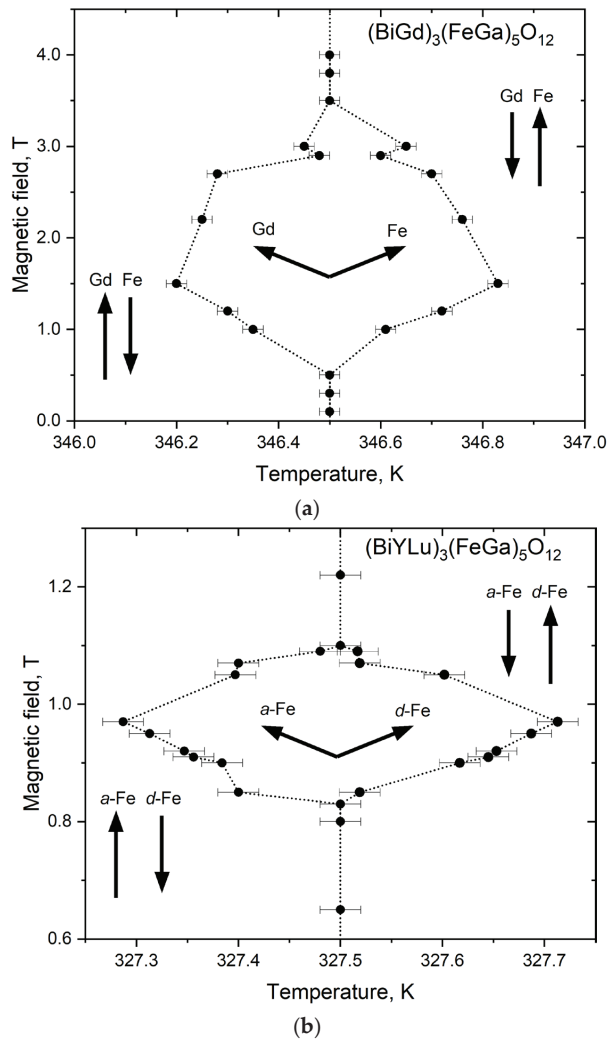 (BiGd)₃(FeGa)₅O₁₂
4.0
3.0
2.0
1.0
0.0
Magnetic field, T
Gd Fe
Gd Fe
Gd Fe
346.0 346.2 346.4 346.6 346.8 347.0
Temperature, K
(a)
(BiYLu)₃(FeGa)₅O₁₂
1.2
1.0
0.8
0.6
Magnetic field, T
a-Fe d-Fe
a-Fe d-Fe
a-Fe d-Fe
327.3 327.4 327.5 327.6 327.7
Temperature, K
(b)